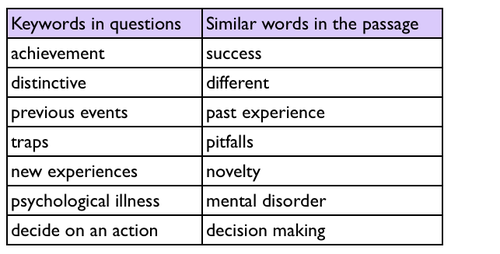 Keywords in questions Similar words in the passage
achievement success
distinctive different
previous events past experience
traps pitfalls
new experiences novelty
psychological illness mental disorder
decide on an action decision making